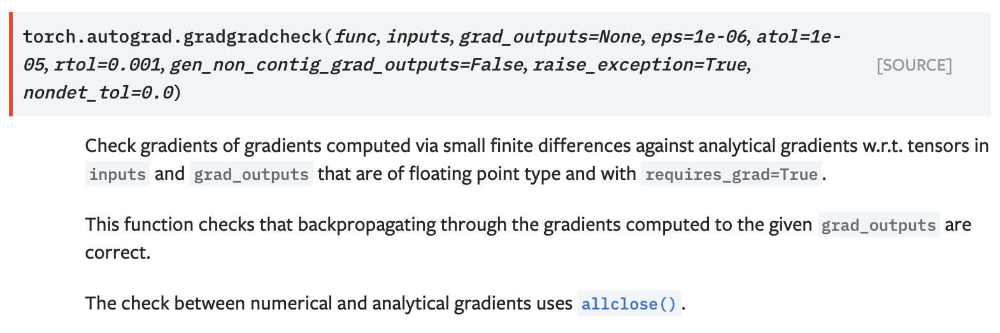 torch.autograd.gradgradcheck(func, inputs, grad_outputs=None, eps=1e-06, atol=1e-
05, rtol=0.001, gen_non_contig_grad_outputs=False, raise_exception=True,
[SOURCE]
nondet_tol=0.0)
Check gradients of gradients computed via small finite differences against analytical gradients w.r.t. tensors in
inputs and grad_outputs that are of floating point type and with requires_grad=True.
This function checks that backpropagating through the gradients computed to the given grad_outputs are
correct.
The check between numerical and analytical gradients uses allclose().